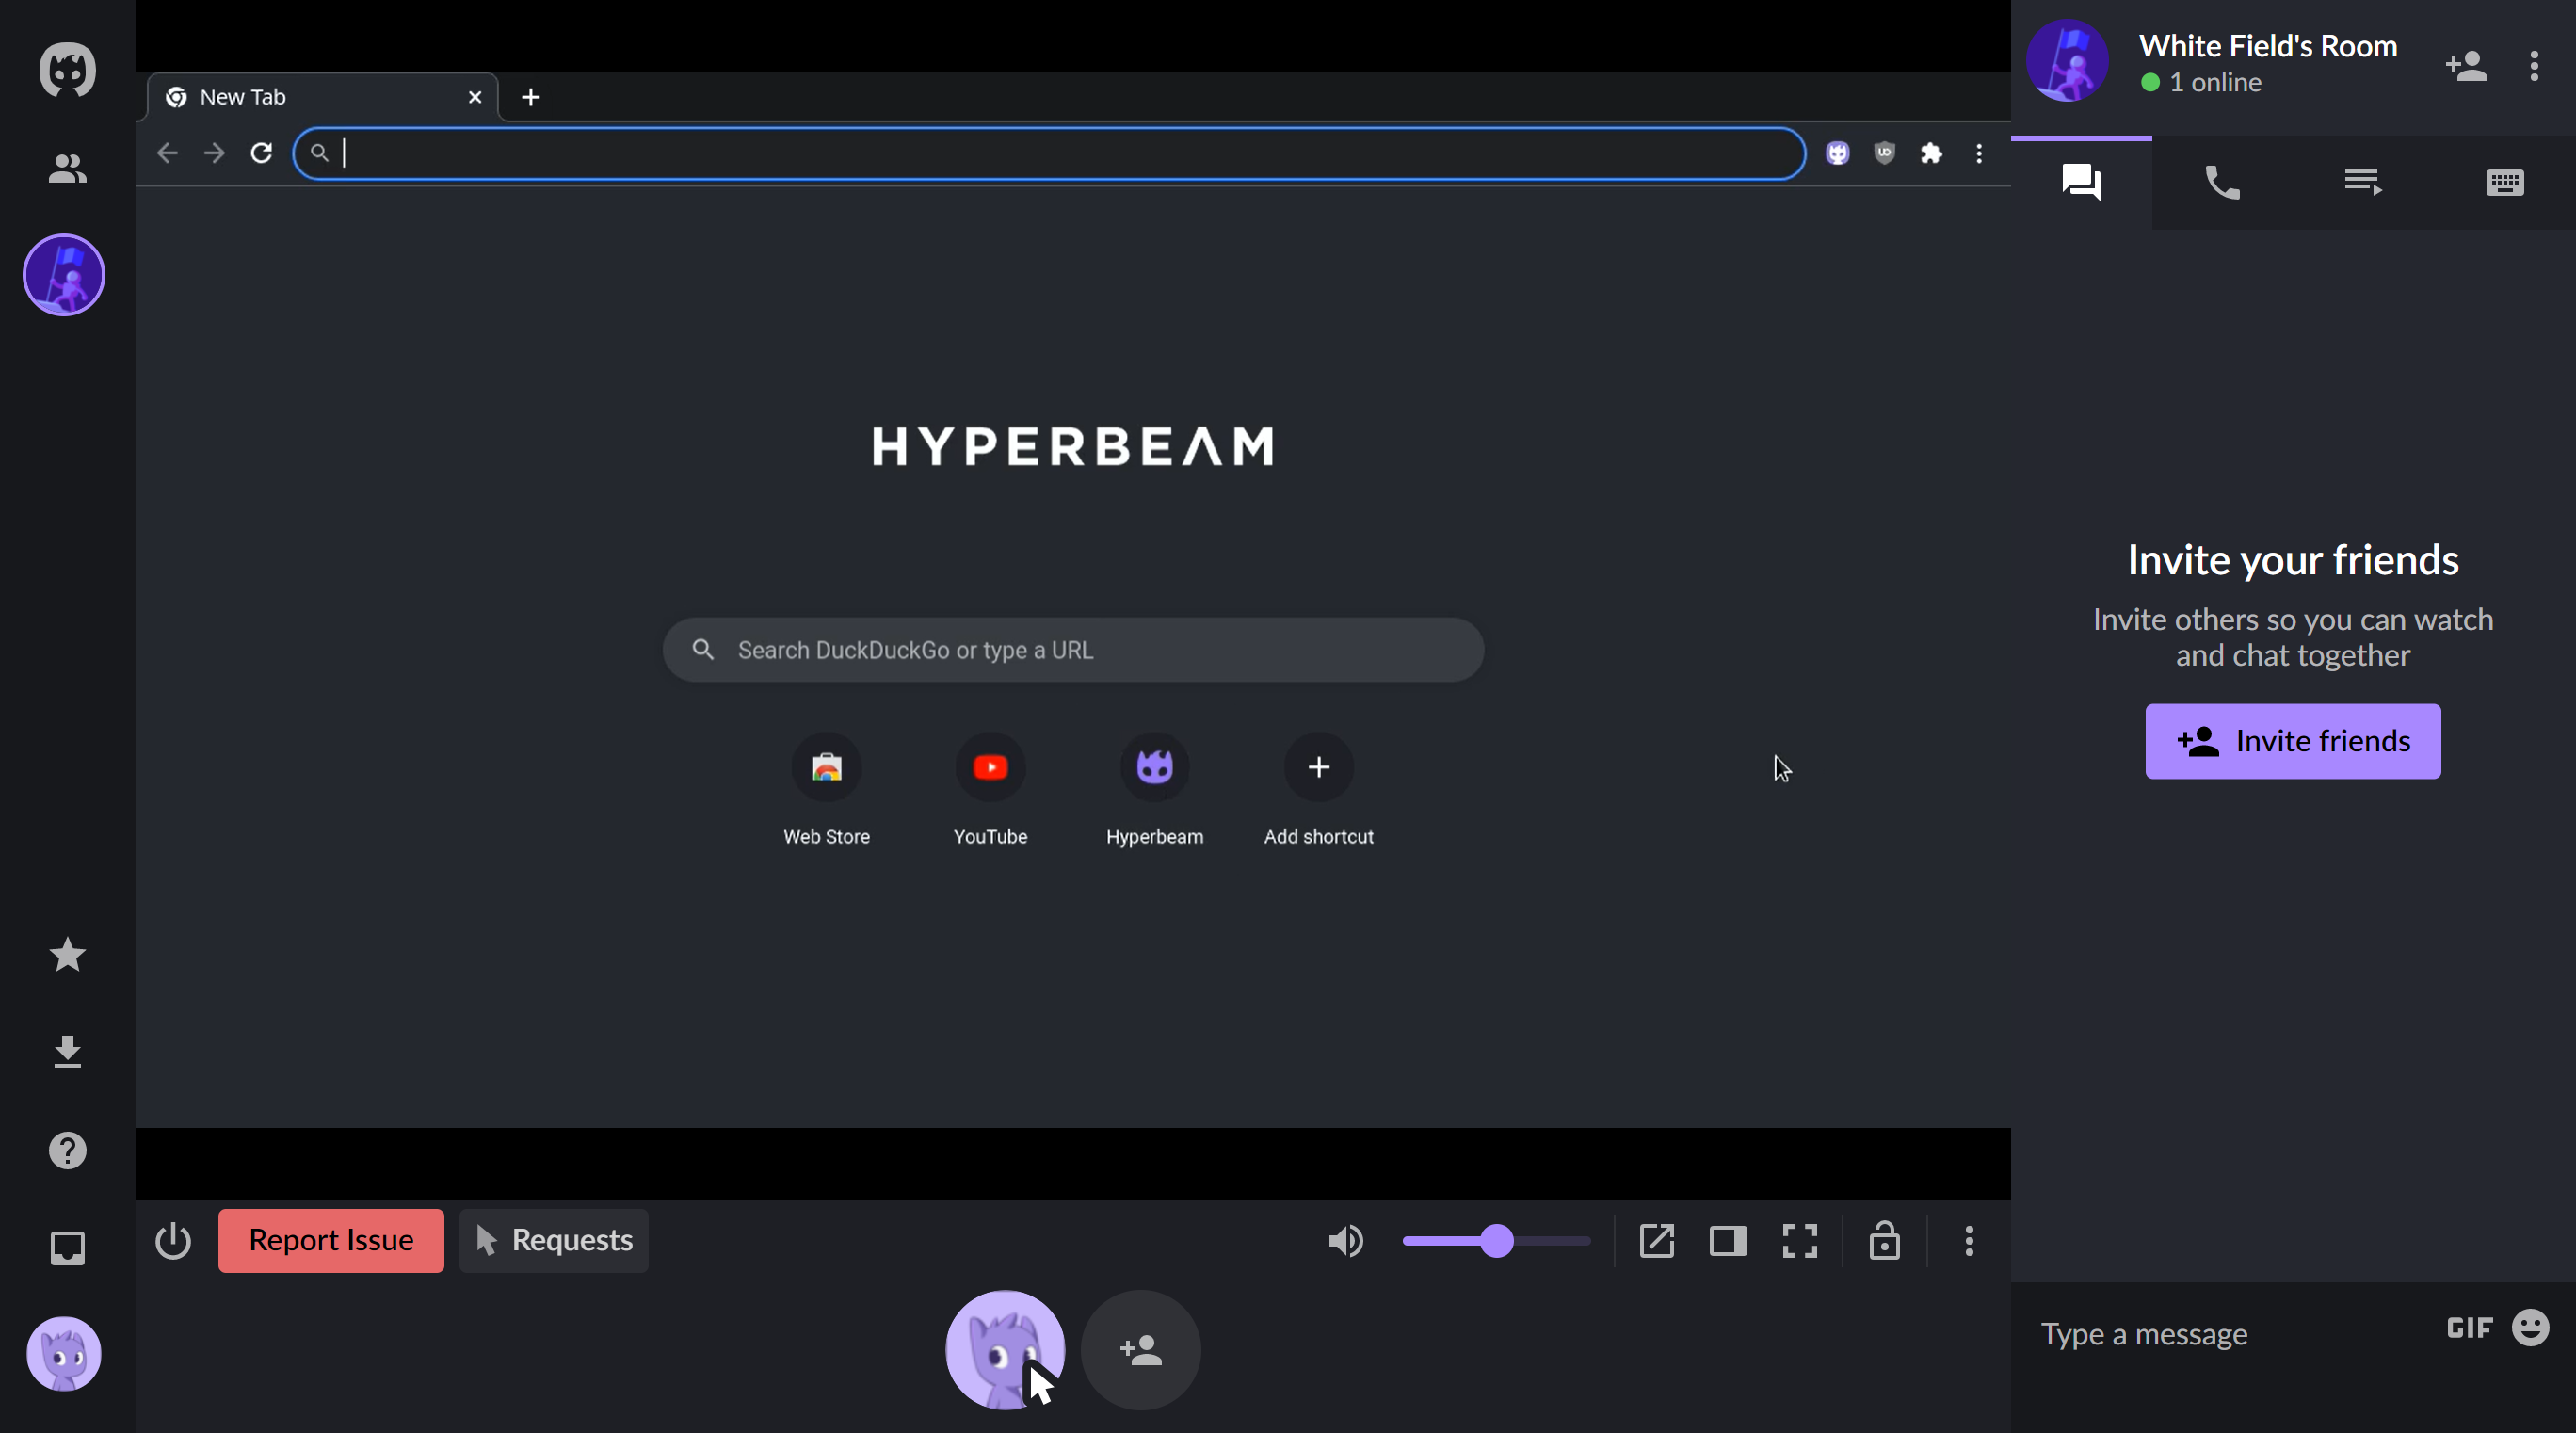 New Tab
HYPERBEAM
Search DuckDuckGo or type a URL
Web Store
YouTube
Hyperbeam
Add shortcut
Report Issue
Requests
White Field's Room
1 online
Invite your friends
Invite others so you can watch
and chat together
Invite friends
Type a message
GIF